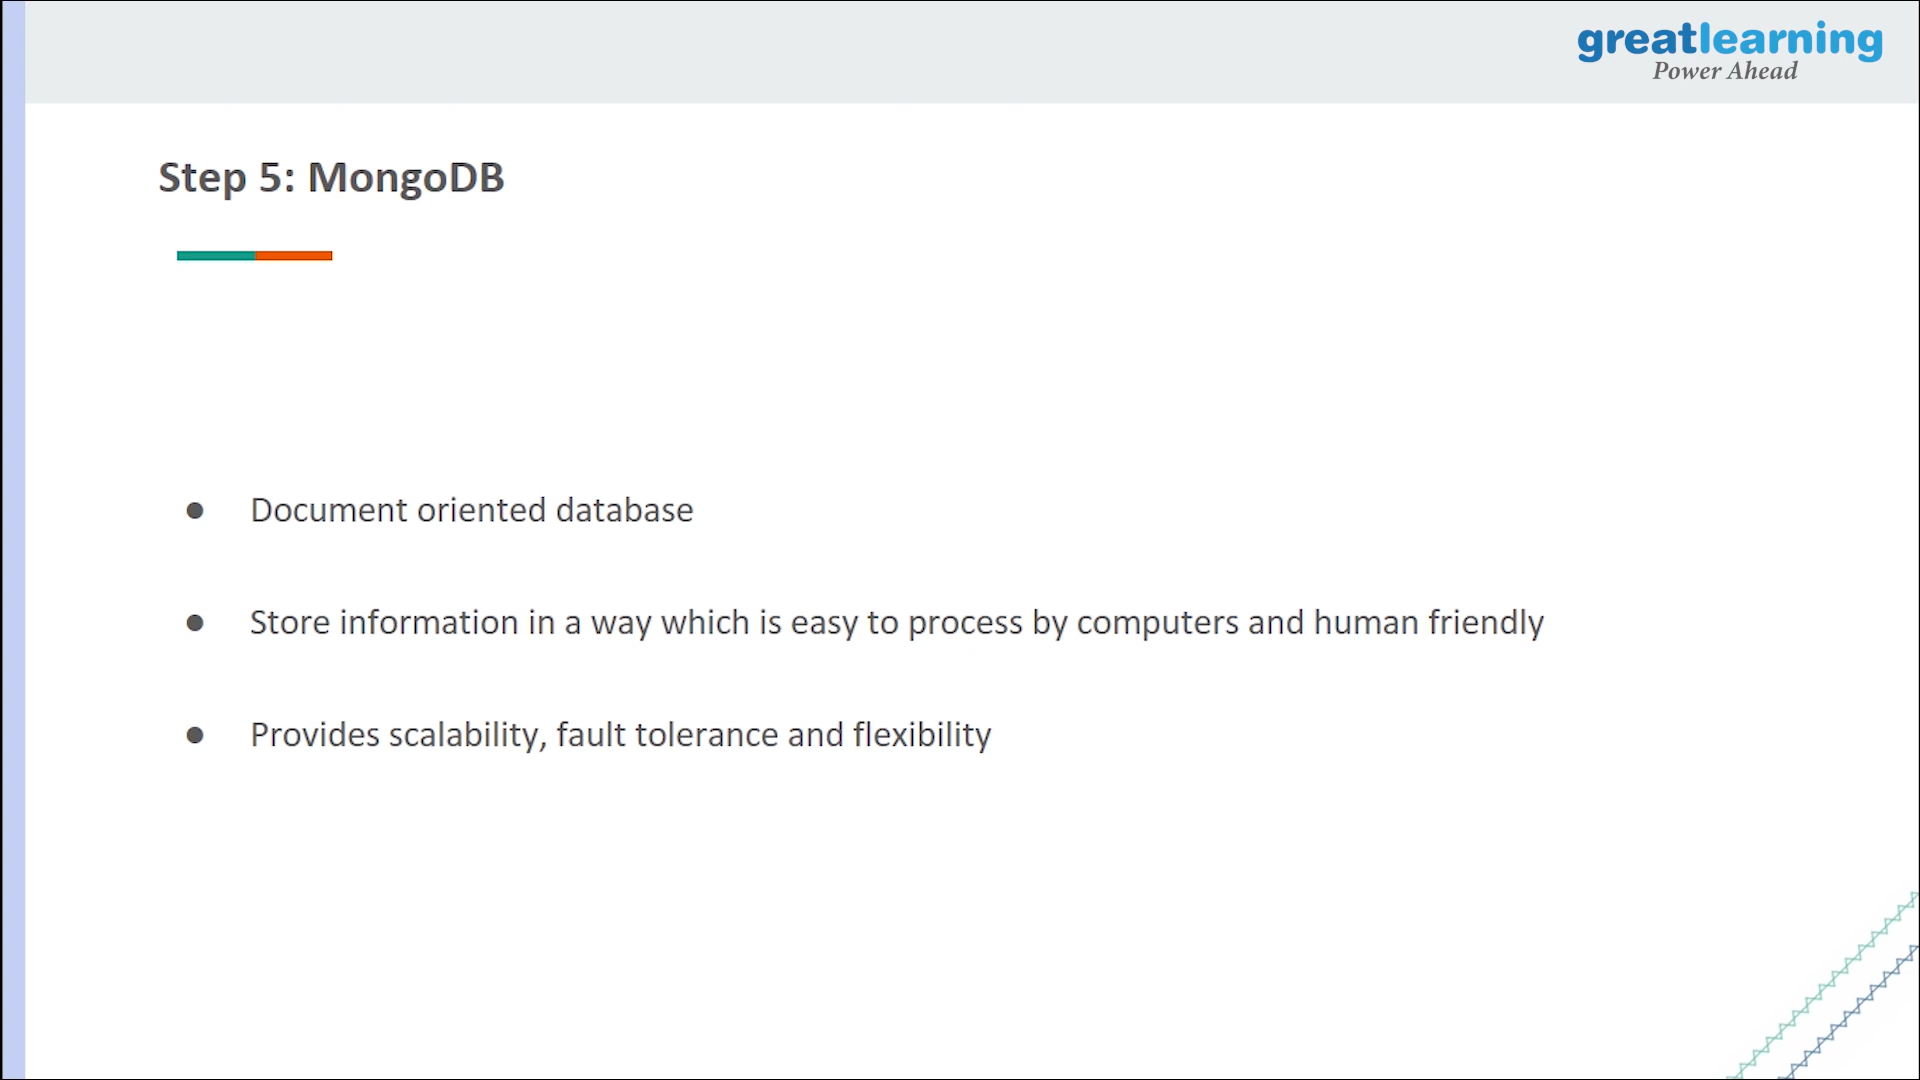 greatlearning
Power Ahead
Step 5: MongoDB
● Document oriented database
● Store information in a way which is easy to process by computers and human friendly
● Provides scalability, fault tolerance and flexibility